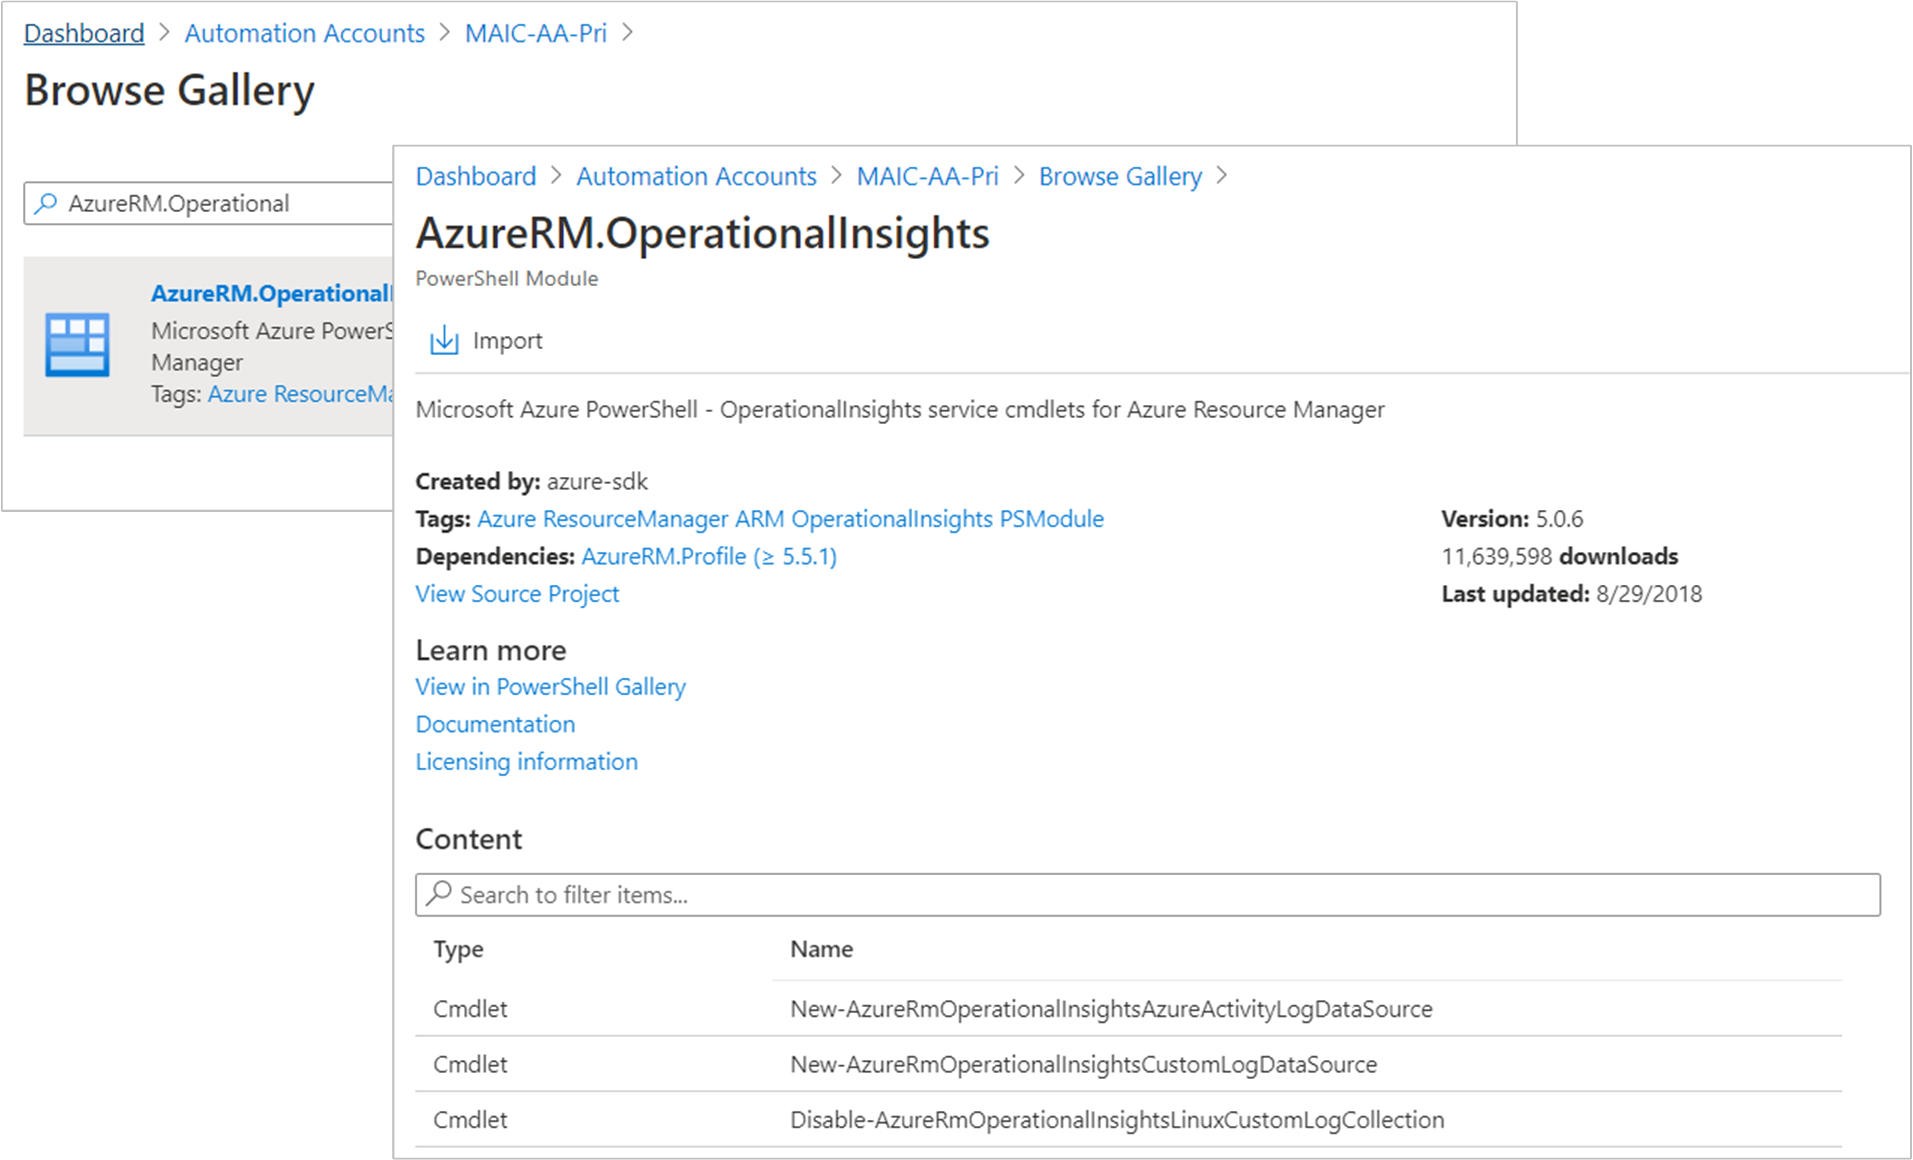 Dashboard > Automation Accounts > MAIC-AA-Pri >
Browse Gallery
AzureRM.Operational
AzureRM.Operational
Microsoft Azure PowerS
Manager
Tags: Azure ResourceMa
Dashboard > Automation Accounts > MAIC-AA-Pri > Browse Gallery >
AzureRM.OperationalInsights
PowerShell Module
Import
Microsoft Azure PowerShell - OperationalInsights service cmdlets for Azure Resource Manager
Created by: azure-sdk
Tags: Azure ResourceManager ARM OperationalInsights PSModule
Dependencies: AzureRM.Profile (≥ 5.5.1)
View Source Project
Version: 5.0.6
11,639,598 downloads
Last updated: 8/29/2018
Learn more
View in PowerShell Gallery
Documentation
Licensing information
Content
Search to filter items...
Type Name
Cmdlet New-AzureRmOperationalInsightsAzureActivityLogDataSource
Cmdlet New-AzureRmOperationalInsightsCustomLogDataSource
Cmdlet Disable-AzureRmOperationalInsightsLinuxCustomLogCollection